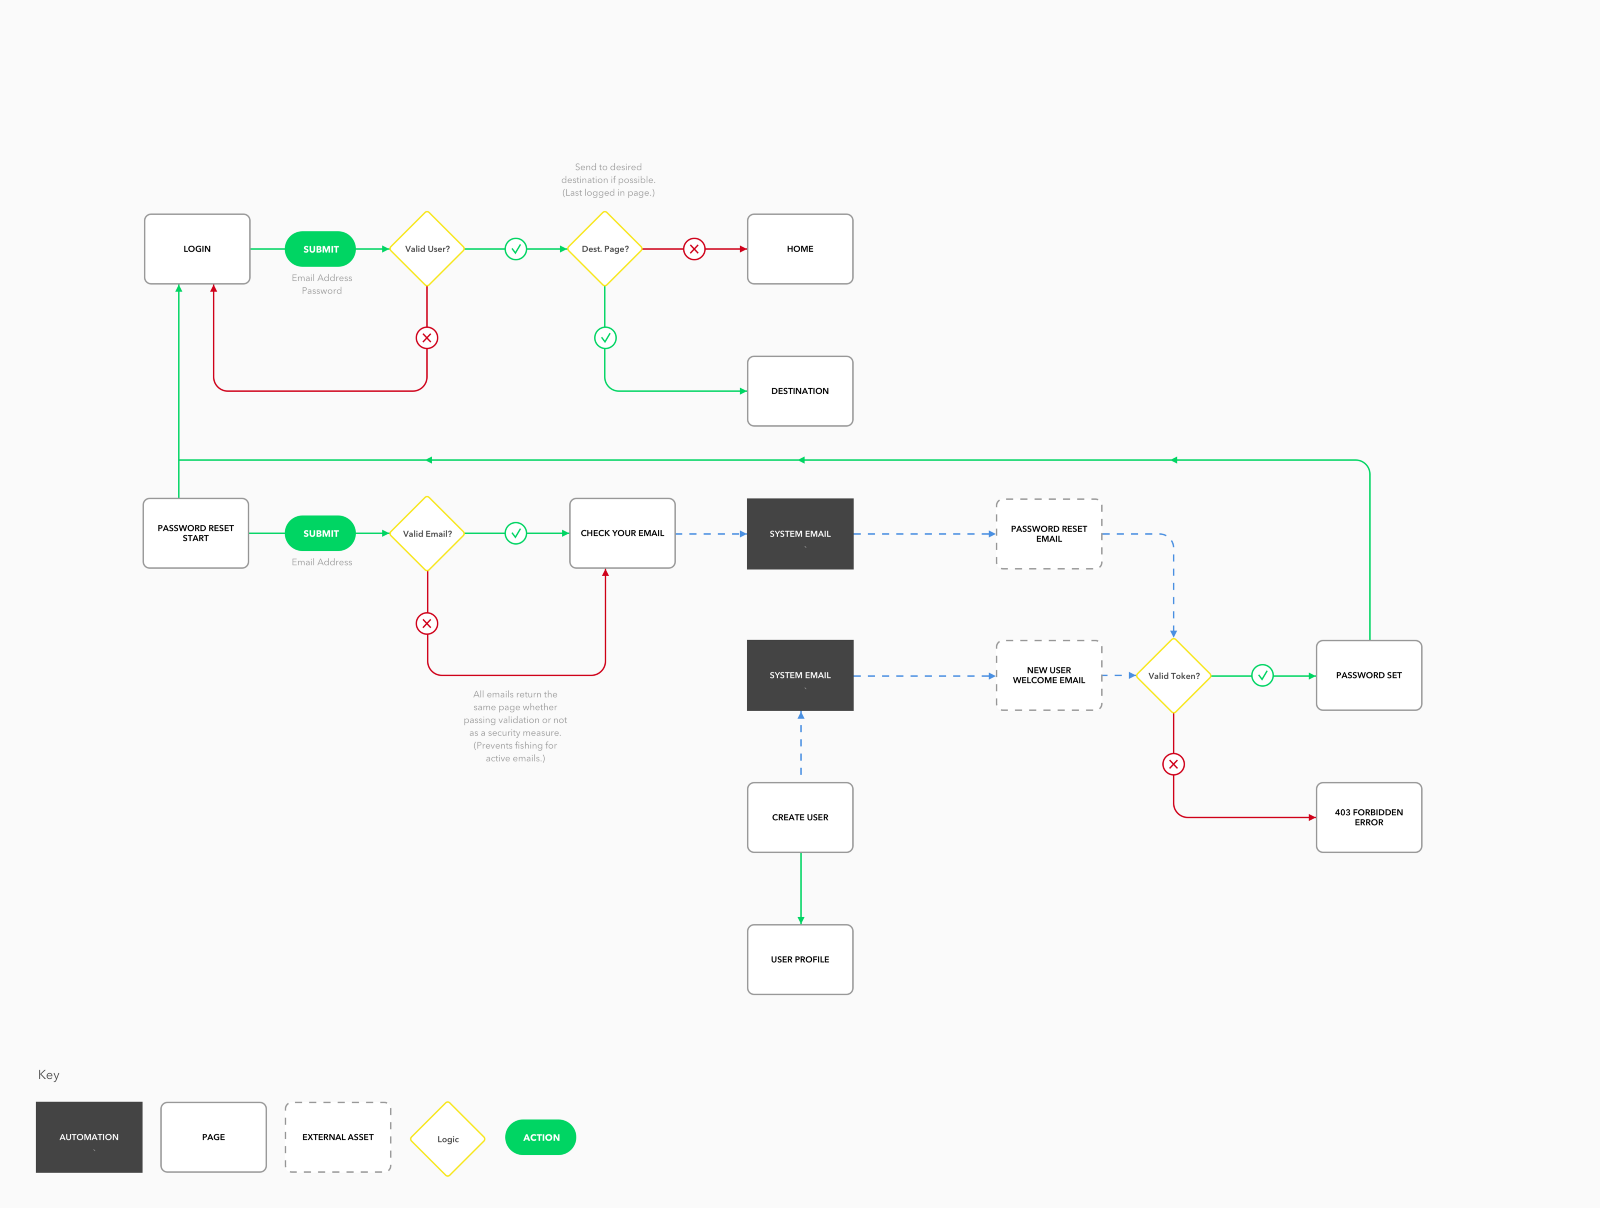 Send to desired
destination if possible.
(Last logged in page.)
LOGIN
SUBMIT
Valid User?
Dest. Page?
HOME
Email Address
Password
DESTINATION
PASSWORD RESET
START
SUBMIT
Valid Email?
CHECK YOUR EMAIL
SYSTEM EMAIL
PASSWORD RESET
EMAIL
Email Address
SYSTEM EMAIL
NEW USER
WELCOME EMAIL
Valid Token?
PASSWORD SET
All emails return the
same page whether
passing validation or not
as a security measure.
(Prevents fishing for
active emails.)
CREATE USER
403 FORBIDDEN
ERROR
USER PROFILE
Key
AUTOMATION
PAGE
EXTERNAL ASSET
Logic
ACTION